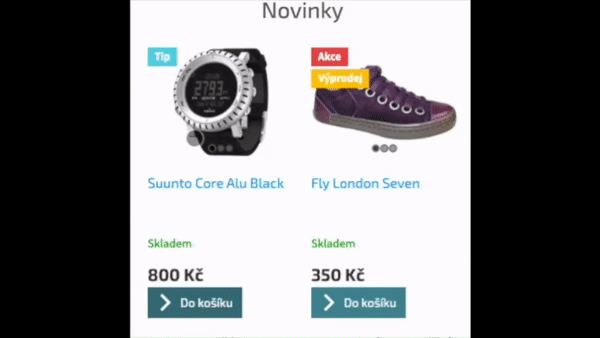 Novinky
Tip
Akce
Výprodej
Suunto Core Alu Black
Fly London Seven
Skladem
Skladem
800 Kč
350 Kč
Do košíku
Do košíku